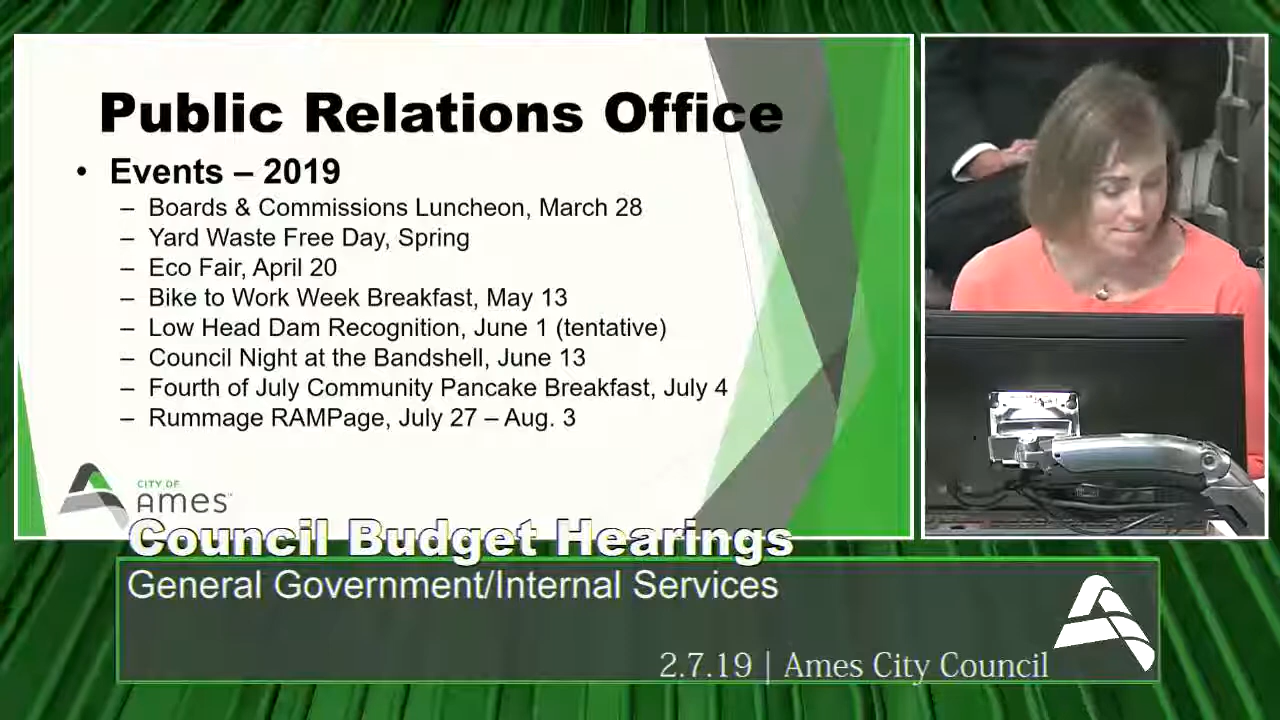 Public Relations Office
• Events – 2019
– Boards & Commissions Luncheon, March 28
– Yard Waste Free Day, Spring
– Eco Fair, April 20
– Bike to Work Week Breakfast, May 13
– Low Head Dam Recognition, June 1 (tentative)
– Council Night at the Bandshell, June 13
– Fourth of July Community Pancake Breakfast, July 4
– Rummage RAMPage, July 27 – Aug. 3
CITY OF
Ames™
Council Budget Hearings
General Government/Internal Services
2.7.19 | Ames City Council